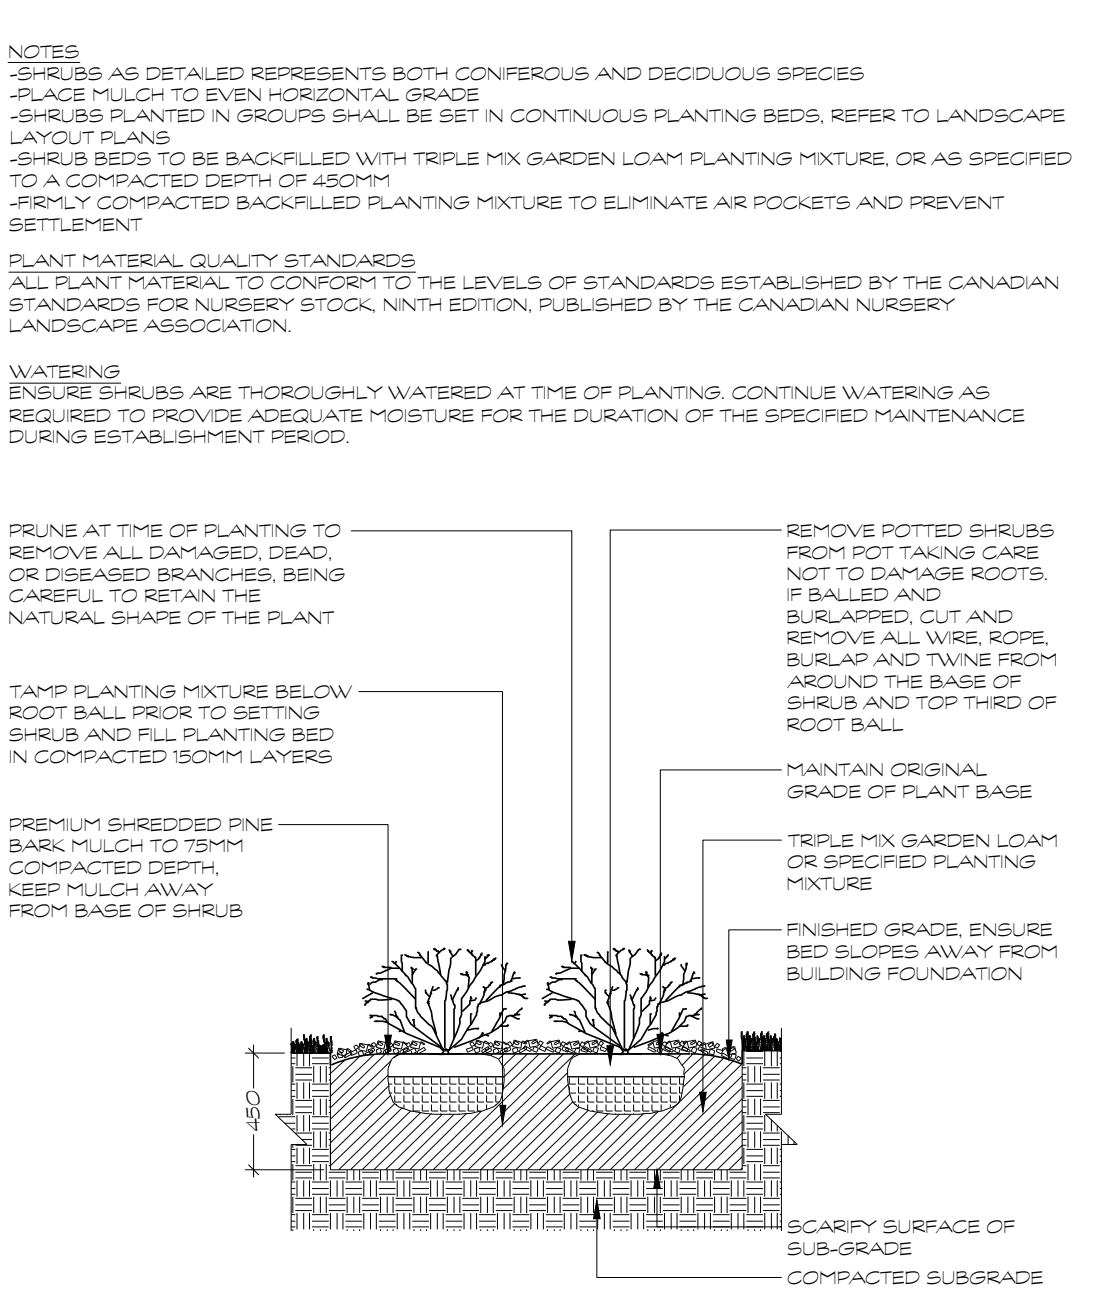 NOTES
-SHRUBS AS DETAILED REPRESENTS BOTH CONIFEROUS AND DECIDUOUS SPECIES
-PLACE MULCH TO EVEN HORIZONTAL GRADE
-SHRUBS PLANTED IN GROUPS SHALL BE SET IN CONTINUOUS PLANTING BEDS, REFER TO LANDSCAPE
LAYOUT PLANS
-SHRUB BEDS TO BE BACKFILLED WITH TRIPLE MIX GARDEN LOAM PLANTING MIXTURE, OR AS SPECIFIED
TO A COMPACTED DEPTH OF 450MM
-FIRMLY COMPACTED BACKFILLED PLANTING MIXTURE TO ELIMINATE AIR POCKETS AND PREVENT
SETTLEMENT
PLANT MATERIAL QUALITY STANDARDS
ALL PLANT MATERIAL TO CONFORM TO THE LEVELS OF STANDARDS ESTABLISHED BY THE CANADIAN
STANDARDS FOR NURSERY STOCK, NINTH EDITION, PUBLISHED BY THE CANADIAN NURSERY
LANDSCAPE ASSOCIATION.
WATERING
ENSURE SHRUBS ARE THOROUGHLY WATERED AT TIME OF PLANTING. CONTINUE WATERING AS
REQUIRED TO PROVIDE ADEQUATE MOISTURE FOR THE DURATION OF THE SPECIFIED MAINTENANCE
DURING ESTABLISHMENT PERIOD.
PRUNE AT TIME OF PLANTING TO
REMOVE ALL DAMAGED, DEAD,
OR DISEASED BRANCHES, BEING
CAREFUL TO RETAIN THE
NATURAL SHAPE OF THE PLANT
TAMP PLANTING MIXTURE BELOW
ROOT BALL PRIOR TO SETTING
SHRUB AND FILL PLANTING BED
IN COMPACTED 150MM LAYERS
PREMIUM SHREDDED PINE
BARK MULCH TO 75MM
COMPACTED DEPTH,
KEEP MULCH AWAY
FROM BASE OF SHRUB
REMOVE POTTED SHRUBS
FROM POT TAKING CARE
NOT TO DAMAGE ROOTS.
IF BALLED AND
BURLAPPED, CUT AND
REMOVE ALL WIRE, ROPE,
BURLAP AND TWINE FROM
AROUND THE BASE OF
SHRUB AND TOP THIRD OF
ROOT BALL
MAINTAIN ORIGINAL
GRADE OF PLANT BASE
TRIPLE MIX GARDEN LOAM
OR SPECIFIED PLANTING
MIXTURE
FINISHED GRADE, ENSURE
BED SLOPES AWAY FROM
BUILDING FOUNDATION
450
SCARIFY SURFACE OF
SUB-GRADE
COMPACTED SUBGRADE